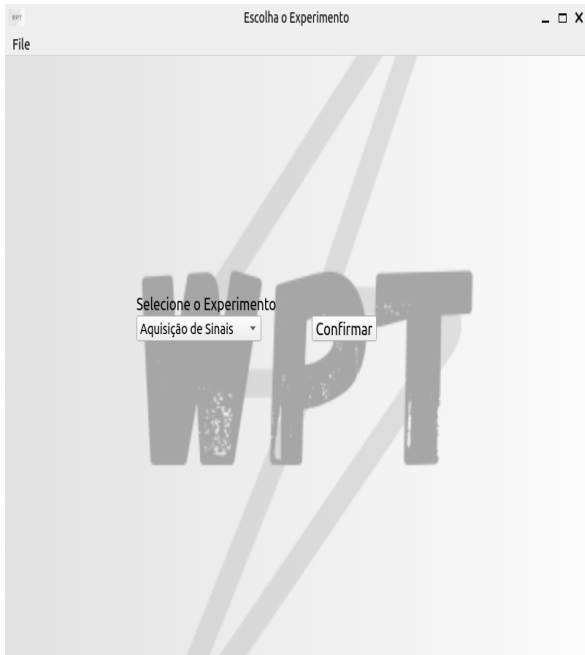 WPT
Escolha o Experimento
File
Selecione o Experimento
Aquisição de Sinais
Confirmar
WPT